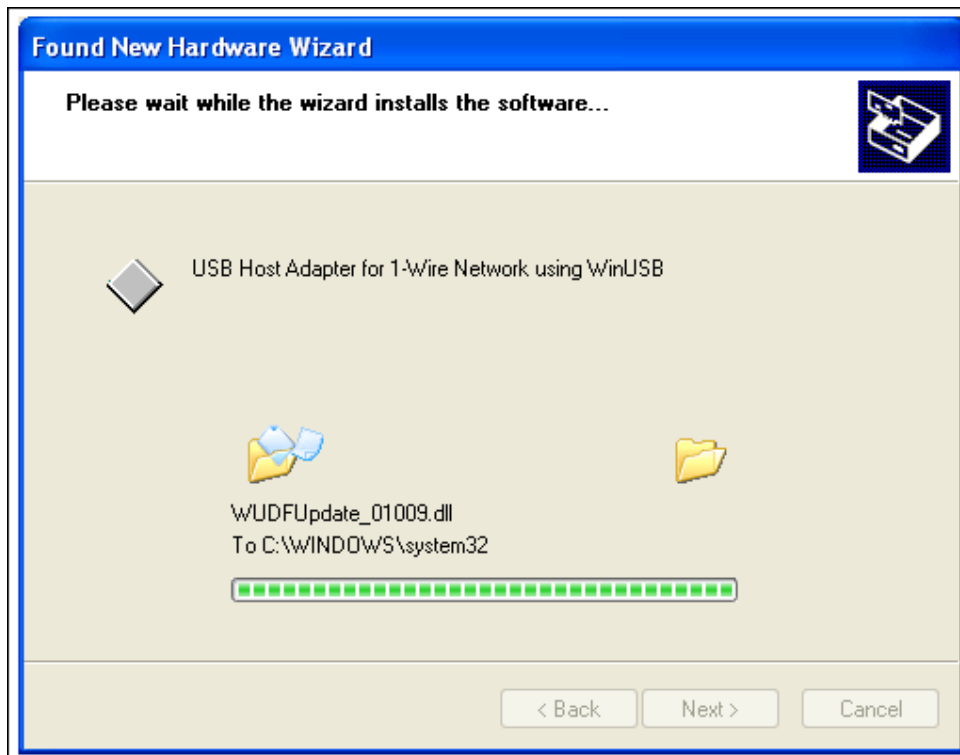 Found New Hardware Wizard
Please wait while the wizard installs the software...
USB Host Adapter for 1-Wire Network using WinUSB
WUDFUpdate_01009.dll
To C:\WINDOWS\system32
< Back
Next >
Cancel